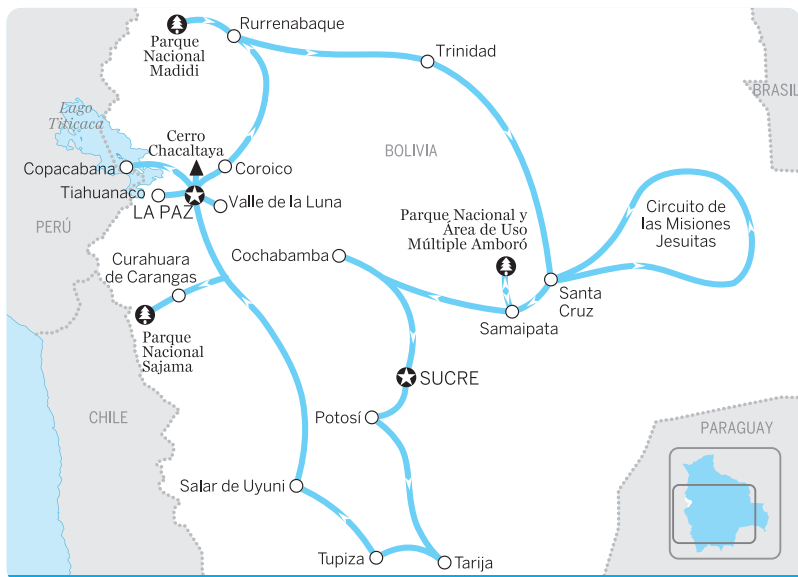 Rurrenabaque
Parque
Nacional
Madidi
Trinidad
BRASIL
Lago
Titicaca
Cerro
Chacaltaya
BOLIVIA
Copacabana
Coroico
Tiahuanaco
LA PAZ
Valle de la Luna
PERÚ
Parque Nacional y
Área de Uso
Múltiple Amboró
Circuito de
las Misiones
Jesuitas
Cochabamba
Curahuara
de Carangas
Santa
Cruz
Samaipata
Parque
Nacional
Sajama
SUCRE
CHILE
Potosí
PARAGUAY
Salar de Uyuni
Tupiza
Tarija